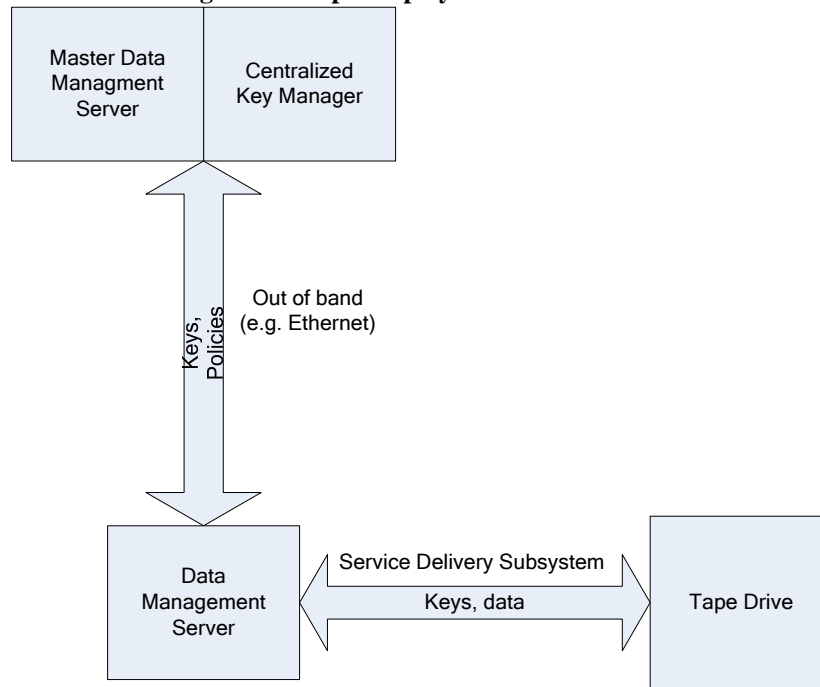 Master Data
Managment
Server
Centralized
Key Manager
Out of band
(e.g. Ethernet)
Keys,
Policies
Service Delivery Subsystem
Data
Management
Server
Keys, data
Tape Drive